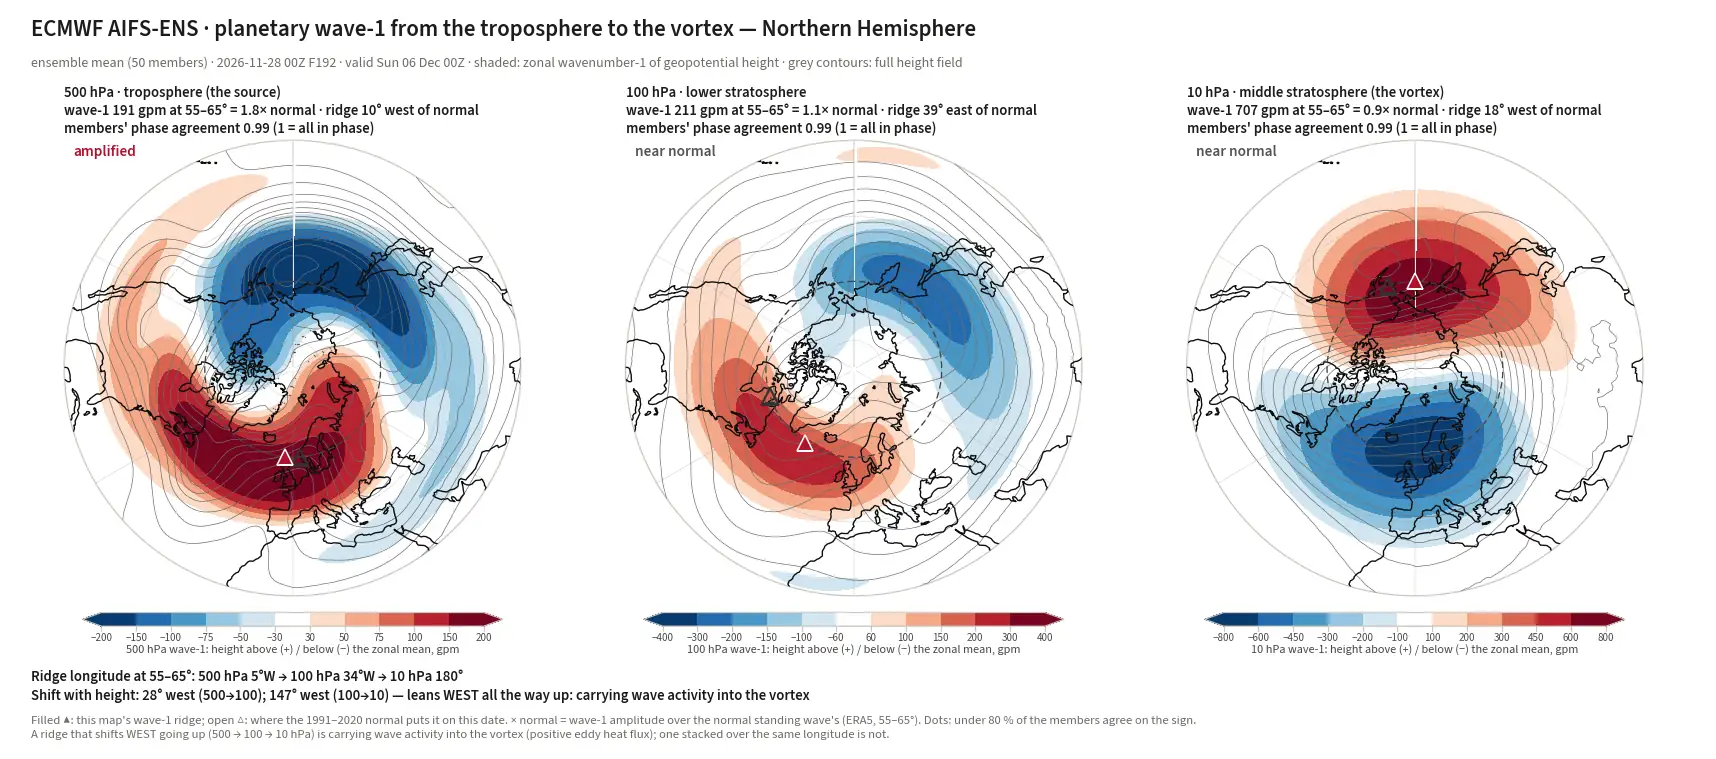 ECMWF AIFS-ENS · planetary wave-1 from the troposphere to the vortex — Northern Hemisphere
ensemble mean (50 members) · 2026-11-28 00Z F192 · valid Sun 06 Dec 00Z · shaded: zonal wavenumber-1 of geopotential height · grey contours: full height field
500 hPa · troposphere (the source)
wave-1 191 gpm at 55–65° = 1.8× normal · ridge 10° west of normal
members' phase agreement 0.99 (1 = all in phase)
amplified
100 hPa · lower stratosphere
wave-1 211 gpm at 55–65° = 1.1× normal · ridge 39° east of normal
members' phase agreement 0.99 (1 = all in phase)
near normal
10 hPa · middle stratosphere (the vortex)
wave-1 707 gpm at 55–65° = 0.9× normal · ridge 18° west of normal
members' phase agreement 0.99 (1 = all in phase)
near normal
−200 −150 −100 −75 −50 −30 30 50 75 100 150 200
500 hPa wave-1: height above (+) / below (−) the zonal mean, gpm
−400 −300 −200 −150 −100 −60 60 100 150 200 300 400
100 hPa wave-1: height above (+) / below (−) the zonal mean, gpm
−800 −600 −450 −300 −200 −100 100 200 300 450 600 800
10 hPa wave-1: height above (+) / below (−) the zonal mean, gpm
Ridge longitude at 55–65°: 500 hPa 5°W → 100 hPa 34°W → 10 hPa 180°
Shift with height: 28° west (500→100); 147° west (100→10) — leans WEST all the way up: carrying wave activity into the vortex
Filled ▲: this map's wave-1 ridge; open △: where the 1991–2020 normal puts it on this date. × normal = wave-1 amplitude over the normal standing wave's (ERA5, 55–65°). Dots: under 80 % of the members agree on the sign.
A ridge that shifts WEST going up (500 → 100 → 10 hPa) is carrying wave activity into the vortex (positive eddy heat flux); one stacked over the same longitude is not.